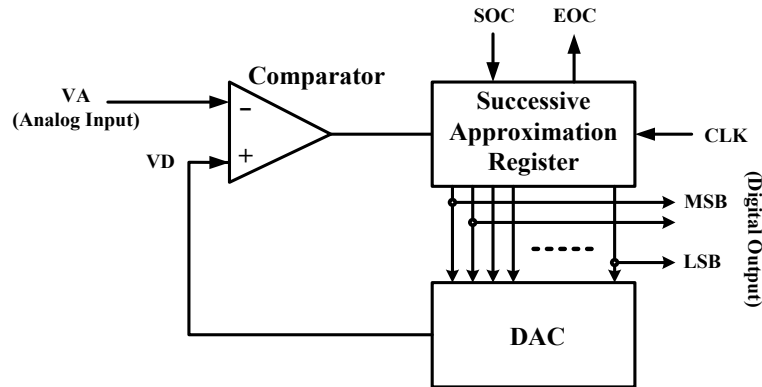 SOC EOC
Comparator
VA
(Analog Input)
-
+
VD
Successive
Approximation
Register
CLK
MSB
LSB
(Digital Output)
DAC